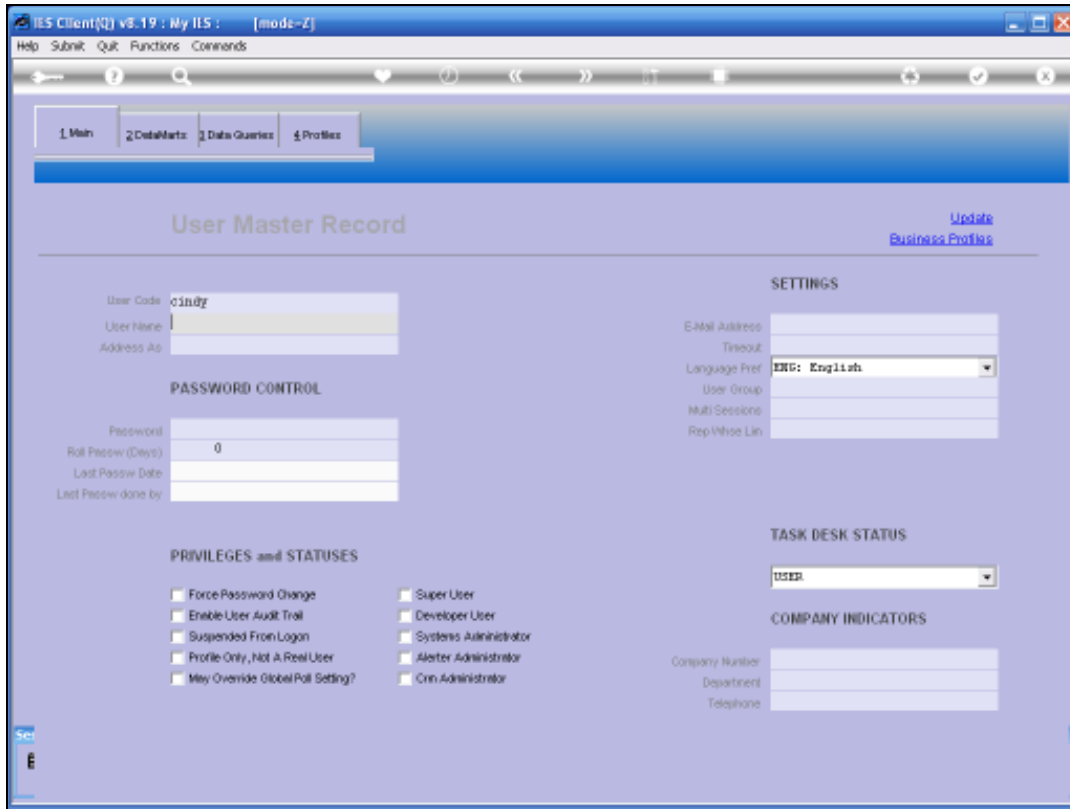 IES Client(Q) v8.19 : My IES : [mode-Z]
Help Submit Quit Functions Commands
1 Main 2 DataMarts 3 Data Queries 4 Profiles
User Master Record
Update
Business Profiles
User Code cindy
User Name
Address As
PASSWORD CONTROL
Password
Roll Passw (Days) 0
Last Passw Date
Last Passw done by
PRIVILEGES and STATUSES
Force Password Change
Enable User Audit Trail
Suspended From Logon
Profile Only, Not A Real User
May Override Global Poll Setting?
Super User
Developer User
Systems Administrator
Alerter Administrator
Crm Administrator
SETTINGS
E-Mail Address
Timeout
Language Pref ENG: English
User Group
Multi Sessions
Rep Whse Lim
TASK DESK STATUS
USER
COMPANY INDICATORS
Company Number
Department
Telephone